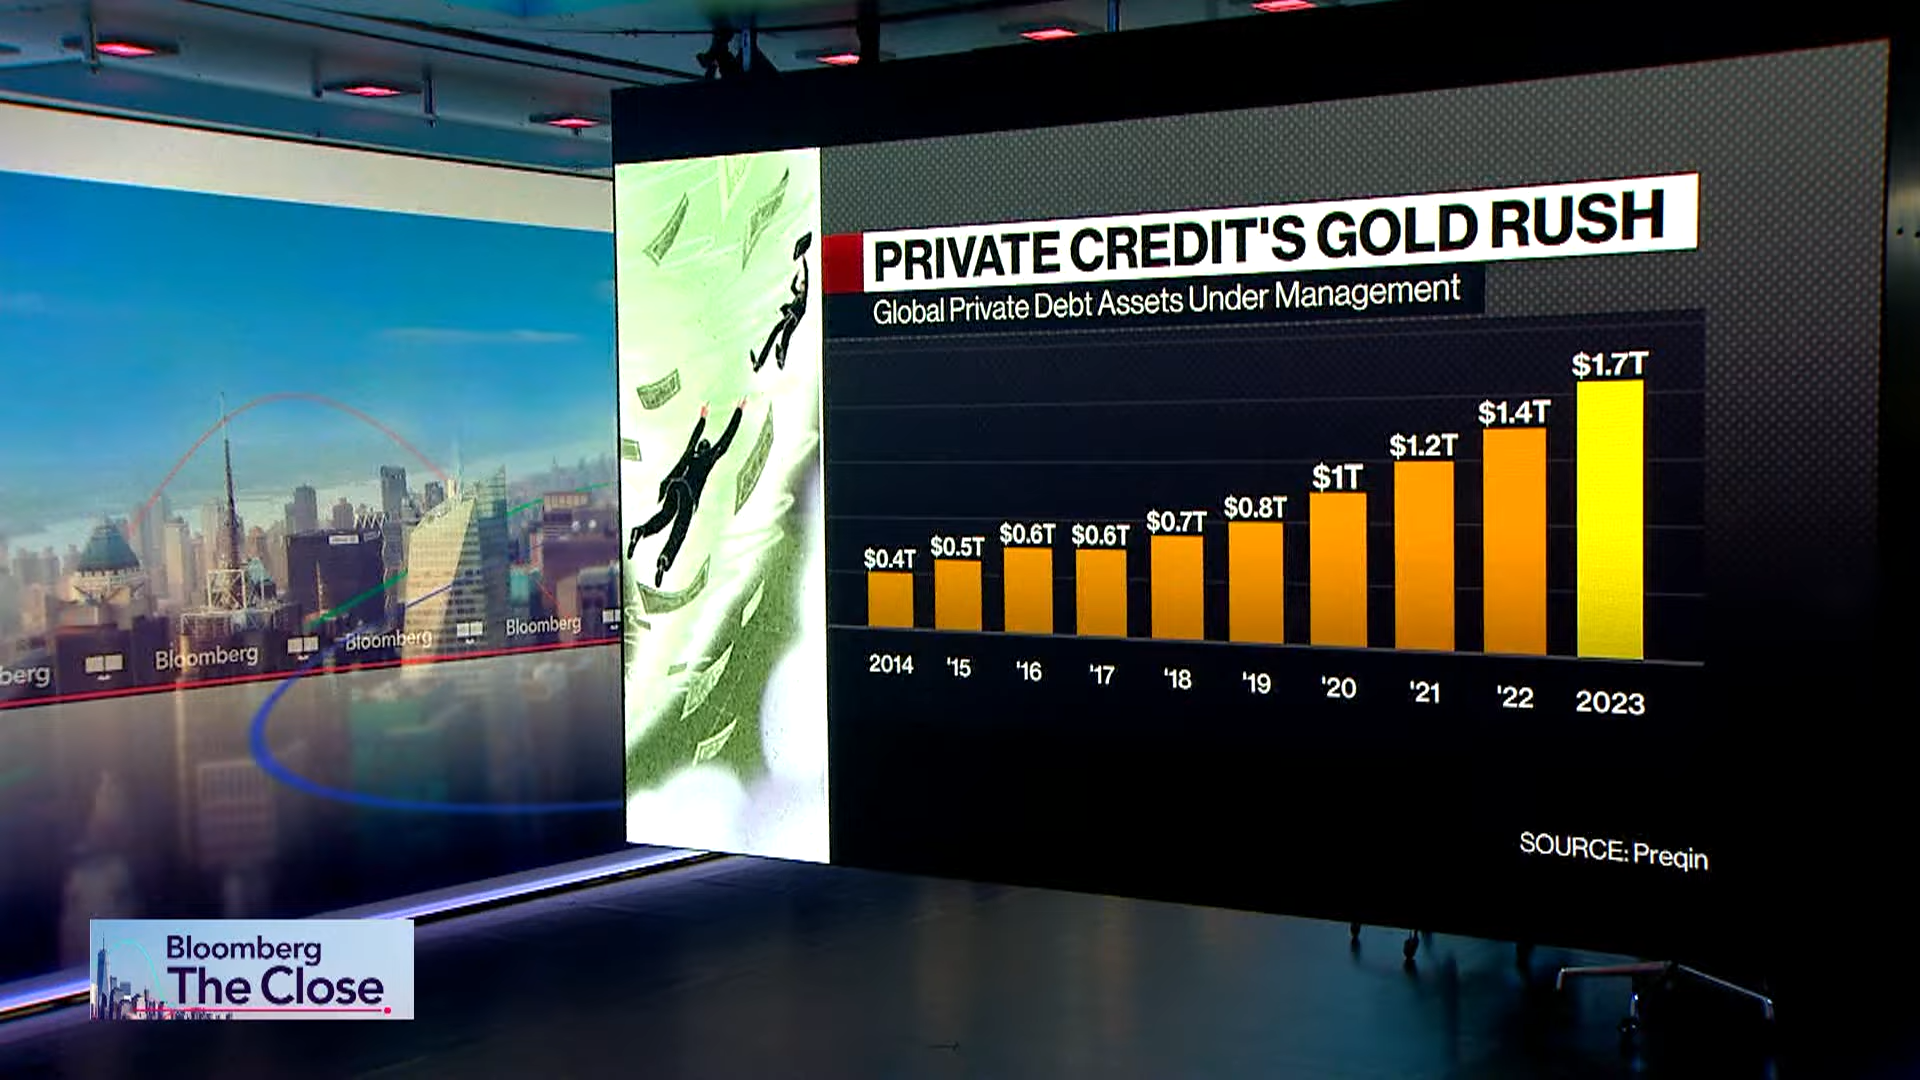 PRIVATE CREDIT'S GOLD RUSH
Global Private Debt Assets Under Management
$0.4T $0.5T $0.6T $0.6T $0.7T $0.8T $1T $1.2T $1.4T $1.7T
2014 '15 '16 '17 '18 '19 '20 '21 '22 2023
SOURCE: Preqin
berg Bloomberg Bloomberg Bloomberg
Bloomberg
The Close